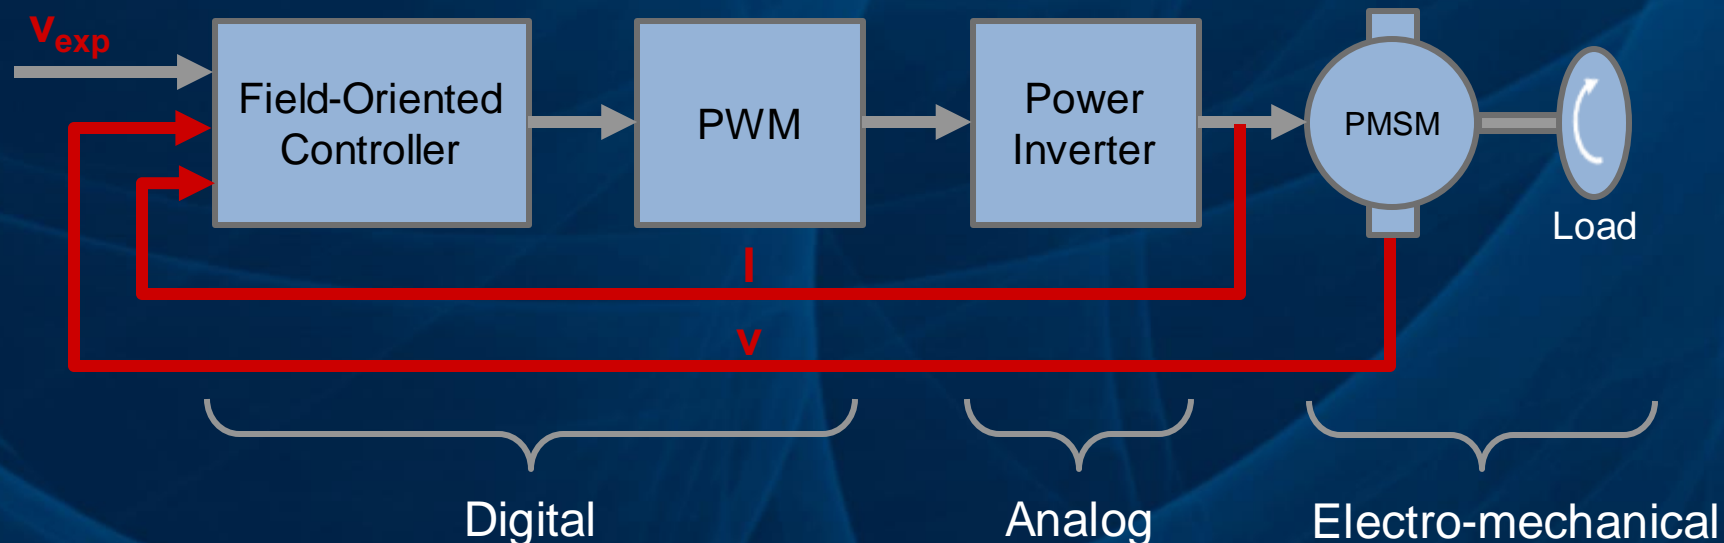 vexp
Field-Oriented
Controller
PWM
Power
Inverter
PMSM
Load
I
v
Digital
Analog
Electro-mechanical